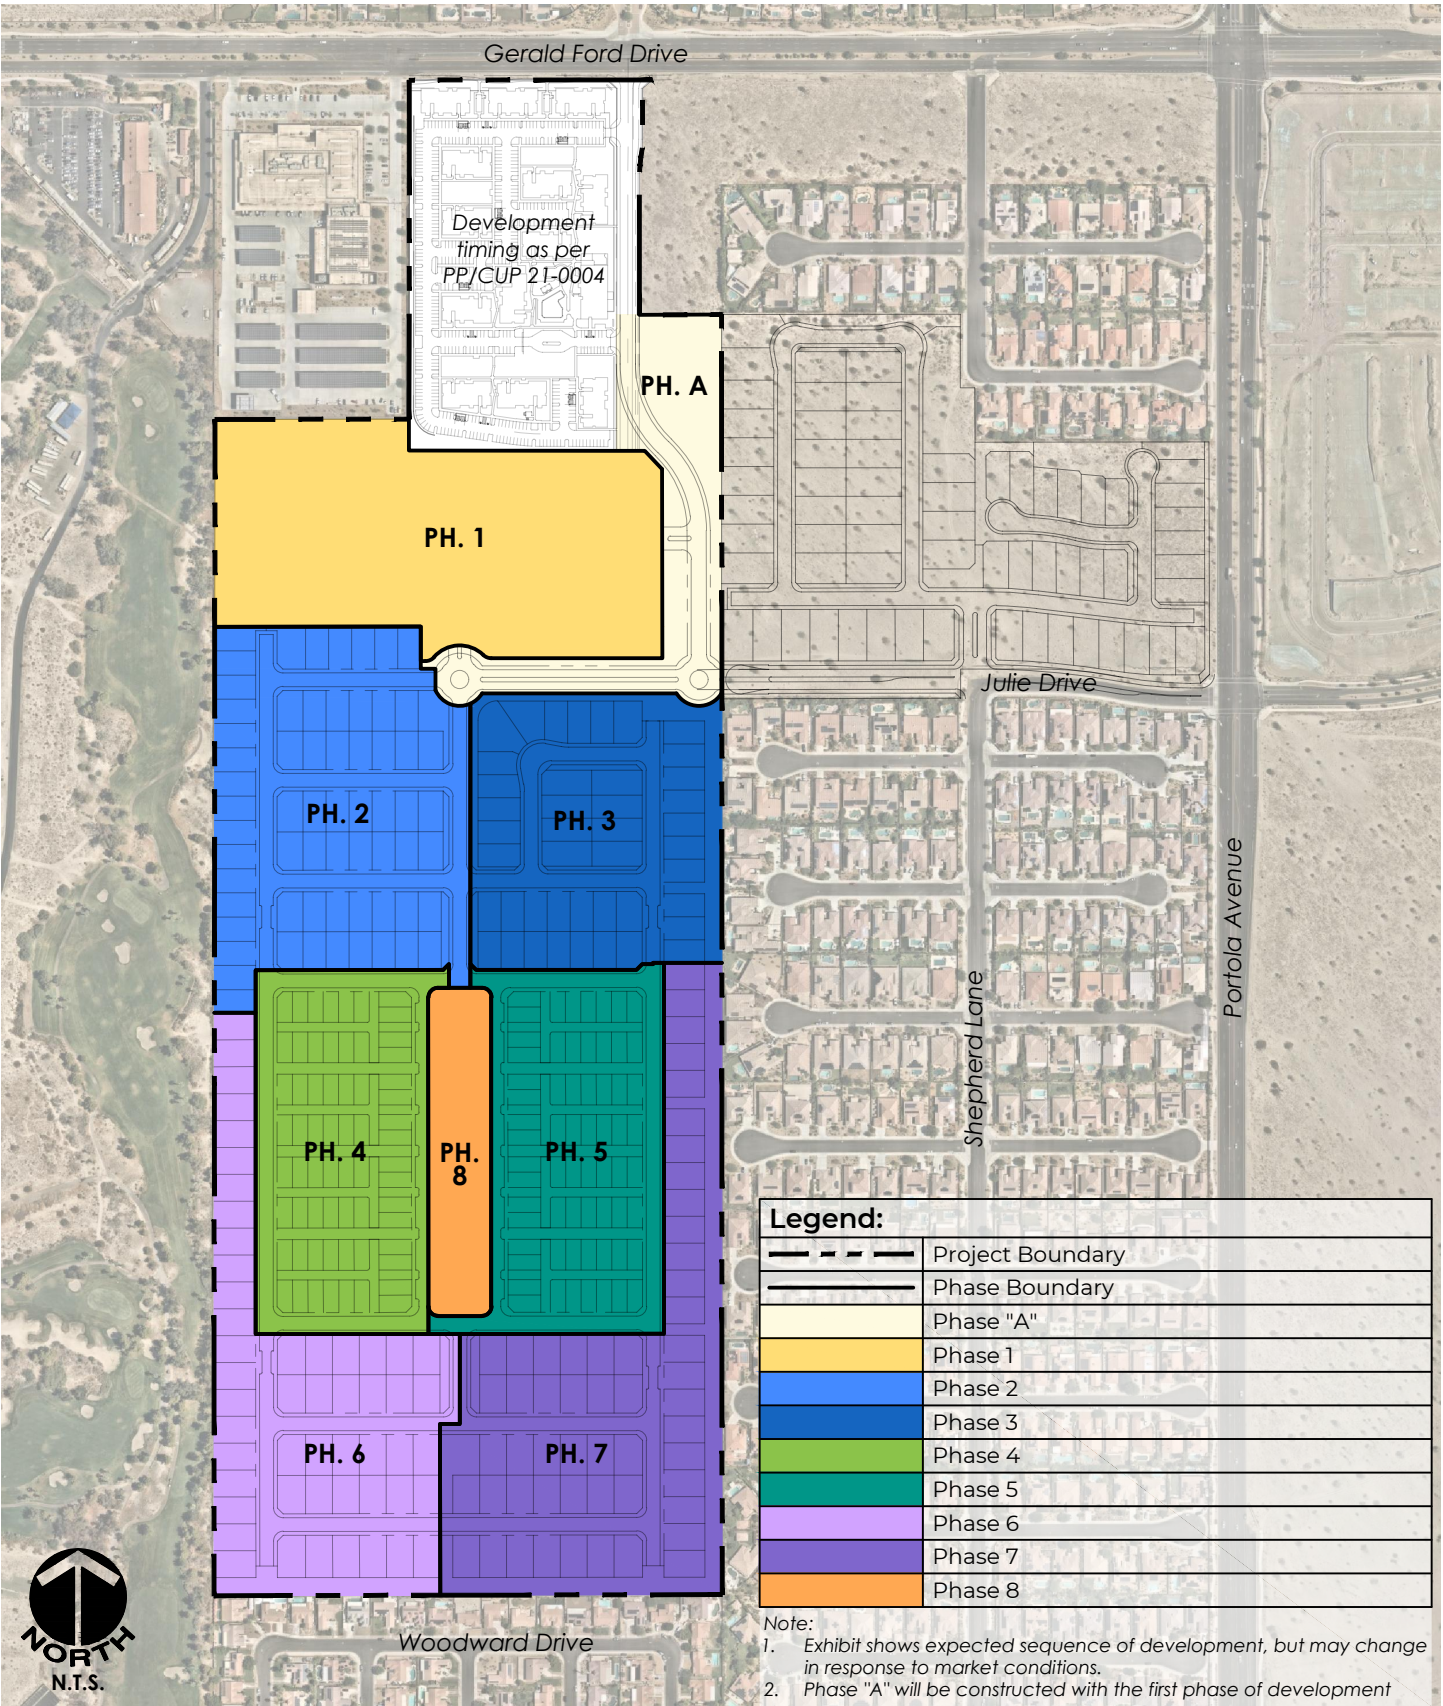 Gerald Ford Drive
Development
timing as per
PP/CUP 21-0004
PH. A
PH. 1
Julie Drive
PH. 2
PH. 3
Portola Avenue
Shepherd Lane
PH. 4
PH.
8
PH. 5
PH. 6
PH. 7
Legend:
Project Boundary
Phase Boundary
Phase "A"
Phase 1
Phase 2
Phase 3
Phase 4
Phase 5
Phase 6
Phase 7
Phase 8
NORTH
N.T.S.
Woodward Drive
Note:
1. Exhibit shows expected sequence of development, but may change
in response to market conditions.
2. Phase "A" will be constructed with the first phase of development